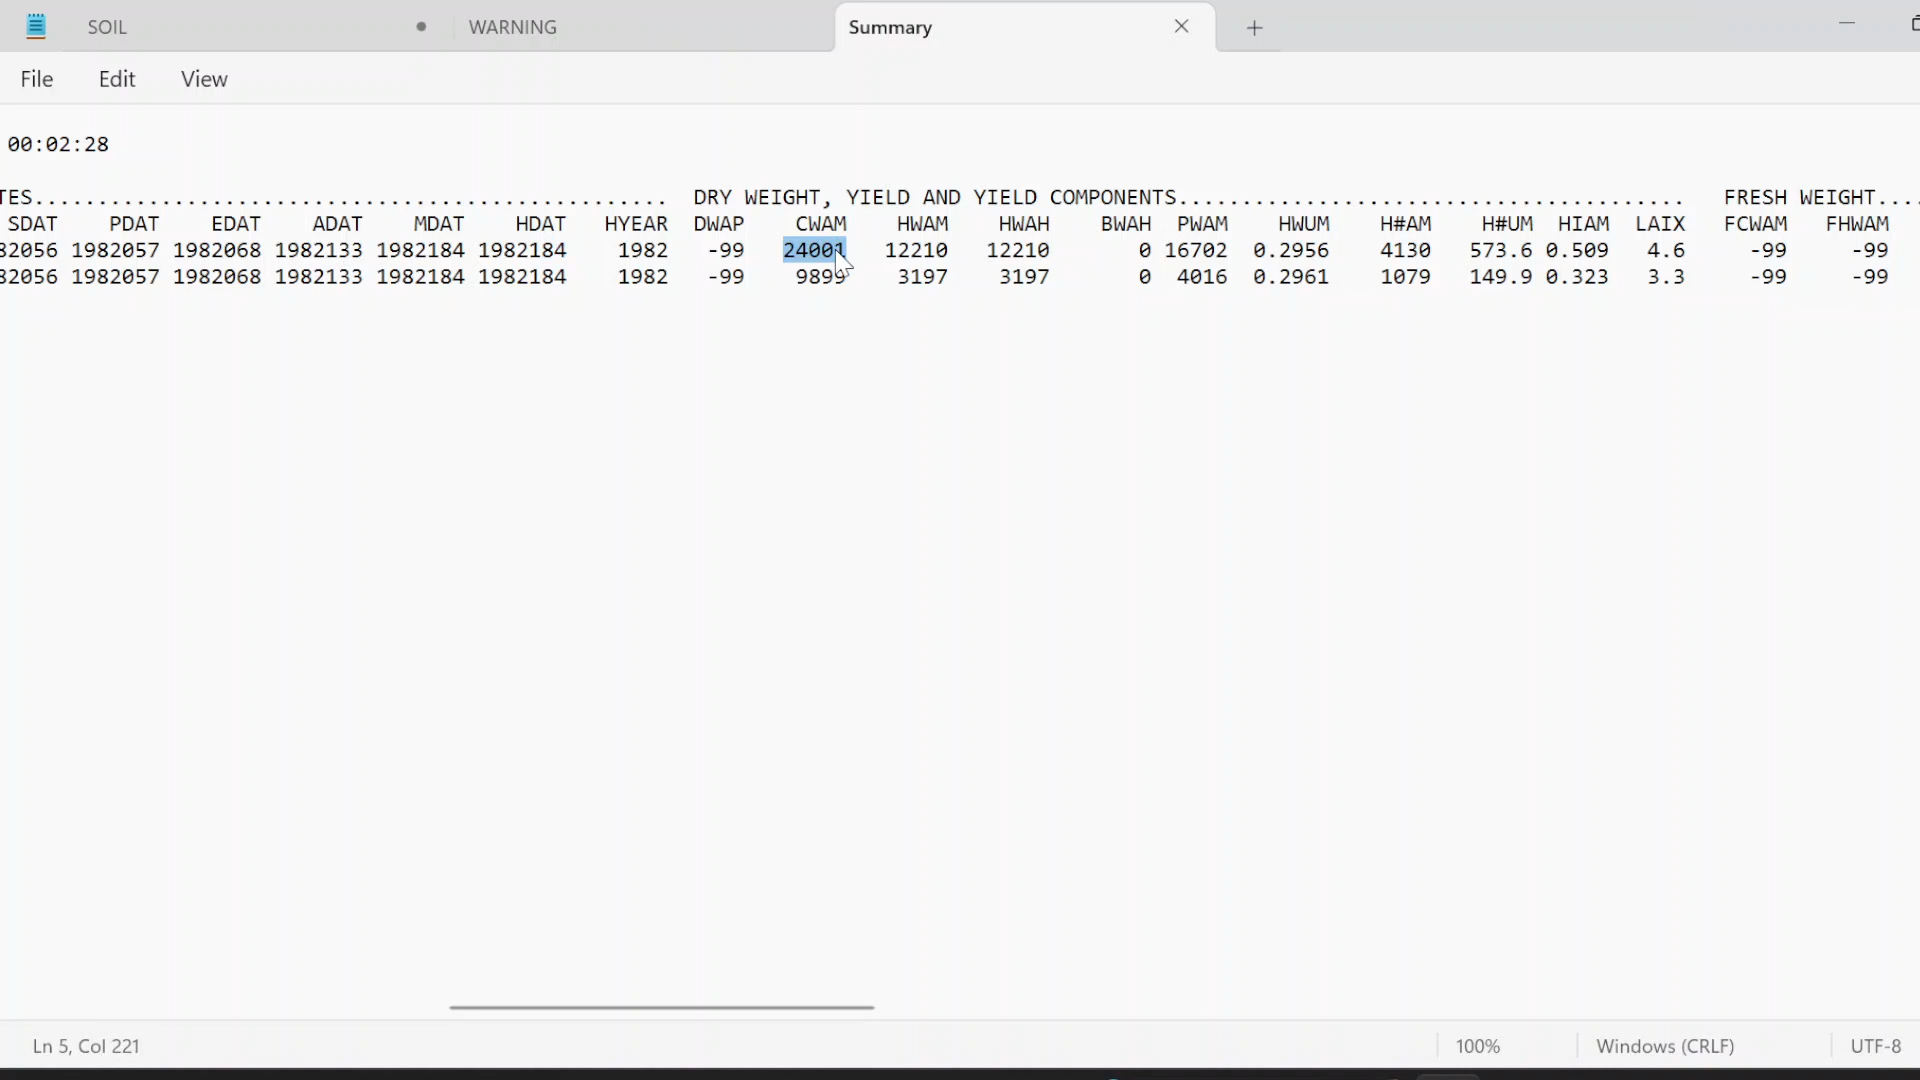 SOIL WARNING Summary
File Edit View
00:02:28
TES.................................................. DRY WEIGHT, YIELD AND YIELD COMPONENTS........................................ FRESH WEIGHT....
SDAT PDAT EDAT ADAT MDAT HDAT HYEAR DWAP CWAM HWAM HWAH BWAH PWAM HWUM H#AM H#UM HIAM LAIX FCWAM FHWAM
82056 1982057 1982068 1982133 1982184 1982184 1982 -99 24001 12210 12210 0 16702 0.2956 4130 573.6 0.509 4.6 -99 -99
82056 1982057 1982068 1982133 1982184 1982184 1982 -99 9899 3197 3197 0 4016 0.2961 1079 149.9 0.323 3.3 -99 -99
Ln 5, Col 221 100% Windows (CRLF) UTF-8